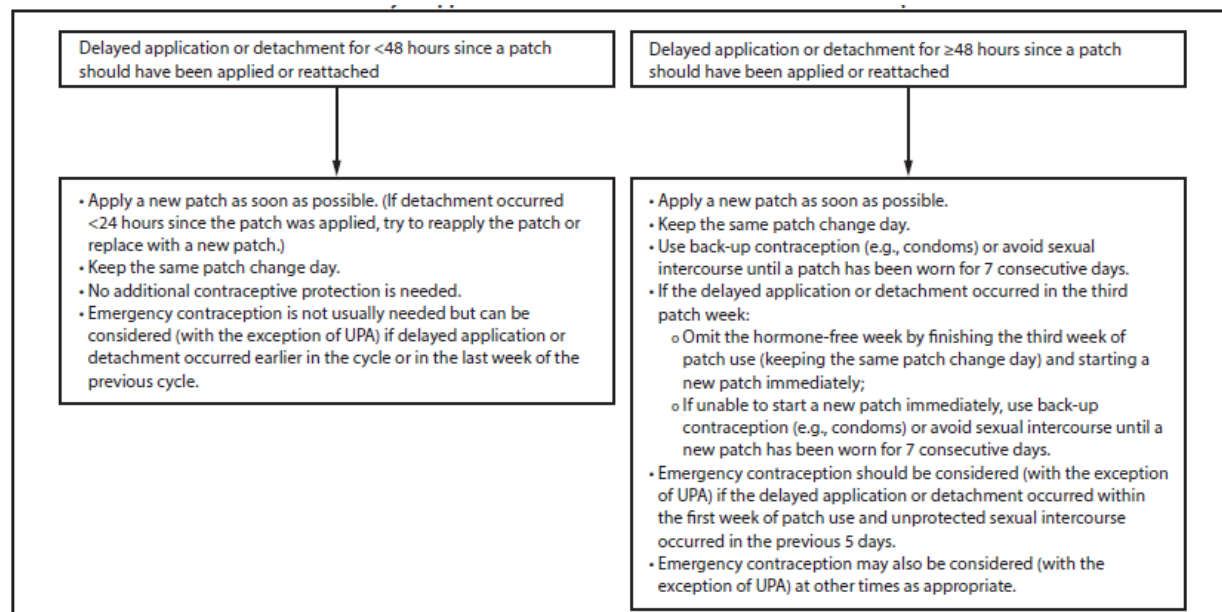 Delayed application or detachment for <48 hours since a patch
should have been applied or reattached
• Apply a new patch as soon as possible. (If detachment occurred
<24 hours since the patch was applied, try to reapply the patch or
replace with a new patch.)
• Keep the same patch change day.
• No additional contraceptive protection is needed.
• Emergency contraception is not usually needed but can be
considered (with the exception of UPA) if delayed application or
detachment occurred earlier in the cycle or in the last week of the
previous cycle.
Delayed application or detachment for ≥48 hours since a patch
should have been applied or reattached
• Apply a new patch as soon as possible.
• Keep the same patch change day.
• Use back-up contraception (e.g., condoms) or avoid sexual
intercourse until a patch has been worn for 7 consecutive days.
• If the delayed application or detachment occurred in the third
patch week:
o Omit the hormone-free week by finishing the third week of
patch use (keeping the same patch change day) and starting a
new patch immediately;
o If unable to start a new patch immediately, use back-up
contraception (e.g., condoms) or avoid sexual intercourse until a
new patch has been worn for 7 consecutive days.
• Emergency contraception should be considered (with the exception
of UPA) if the delayed application or detachment occurred within
the first week of patch use and unprotected sexual intercourse
occurred in the previous 5 days.
• Emergency contraception may also be considered (with the
exception of UPA) at other times as appropriate.